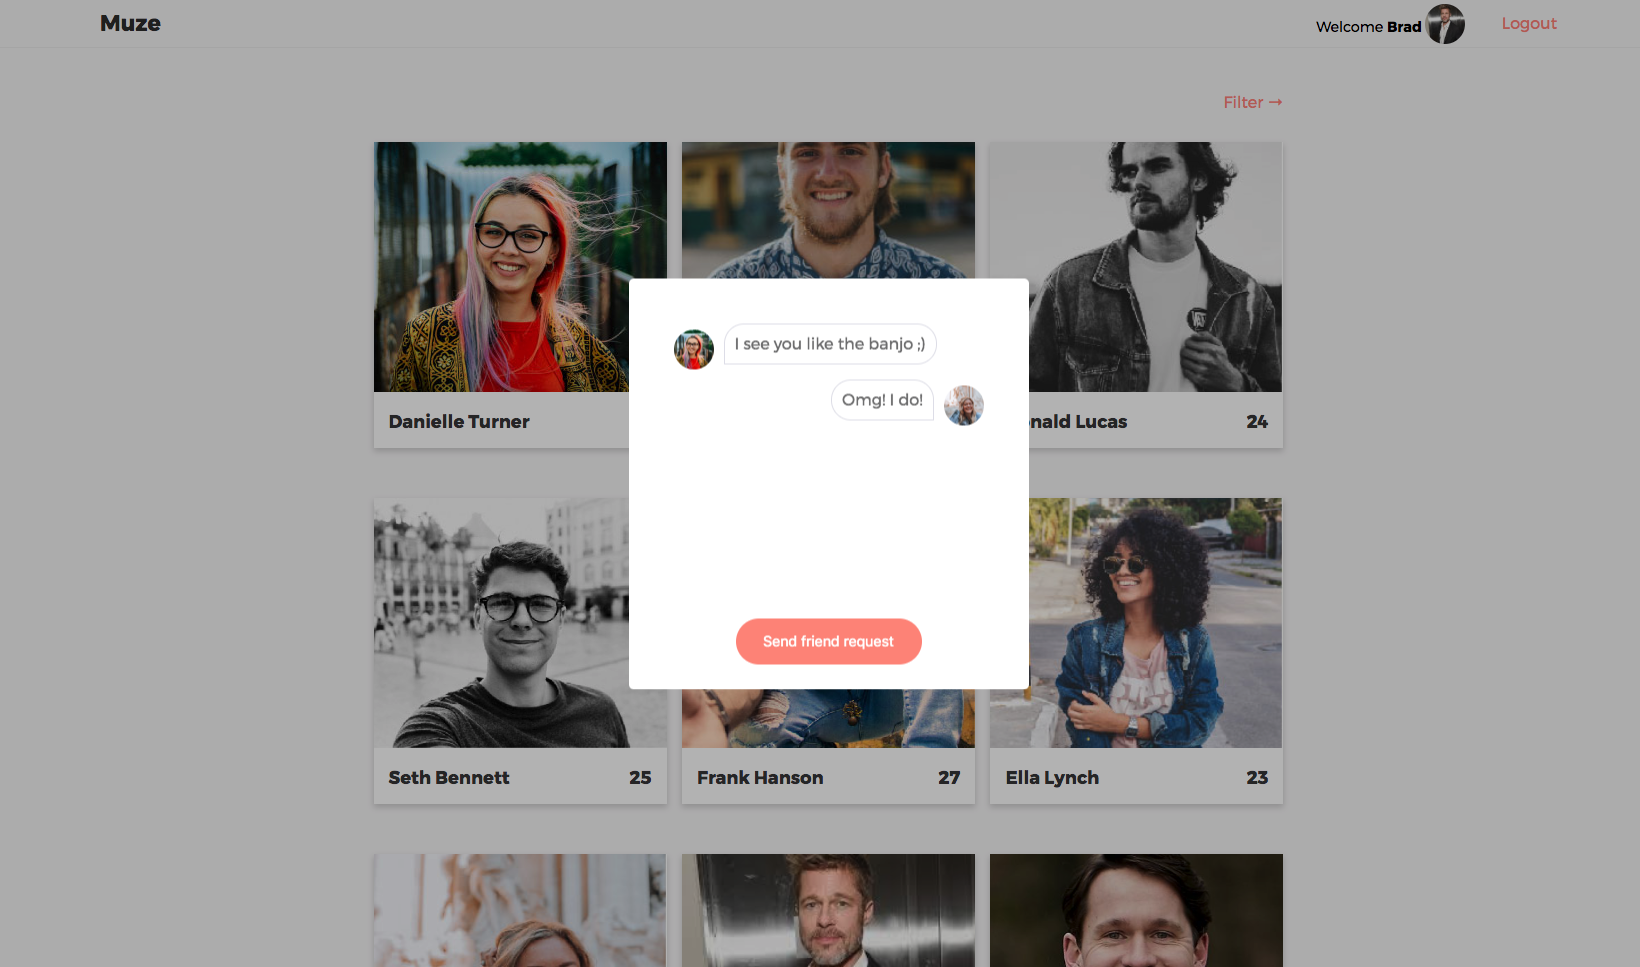 Muze
Welcome Brad
Logout
Filter →
I see you like the banjo ;)
Omg! I do!
Danielle Turner
nald Lucas 24
Send friend request
Seth Bennett 25
Frank Hanson 27
Ella Lynch 23